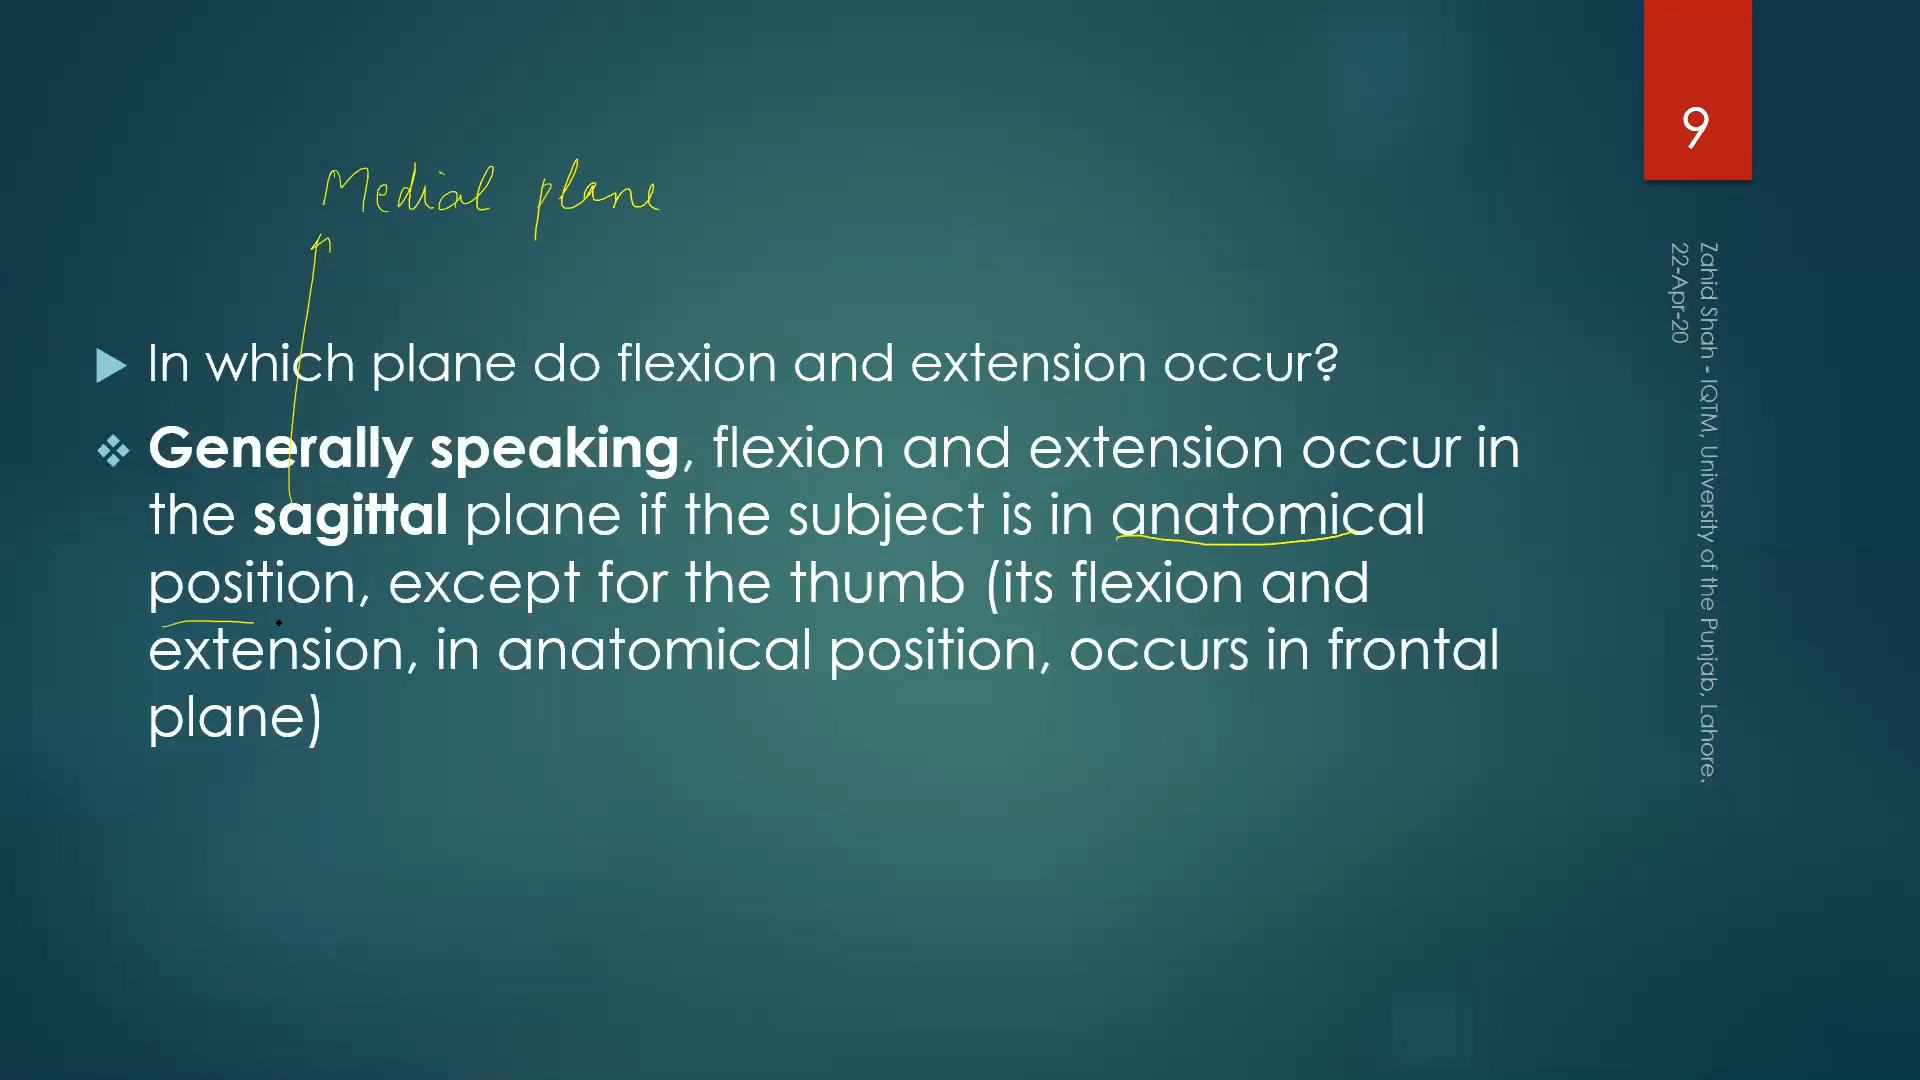 9
Medial plane
In which plane do flexion and extension occur?
Generally speaking, flexion and extension occur in
the sagittal plane if the subject is in anatomical
position, except for the thumb (its flexion and
extension, in anatomical position, occurs in frontal
plane)
Zahid Shah - IQTM, University of the Punjab, Lahore.
22-Apr-20